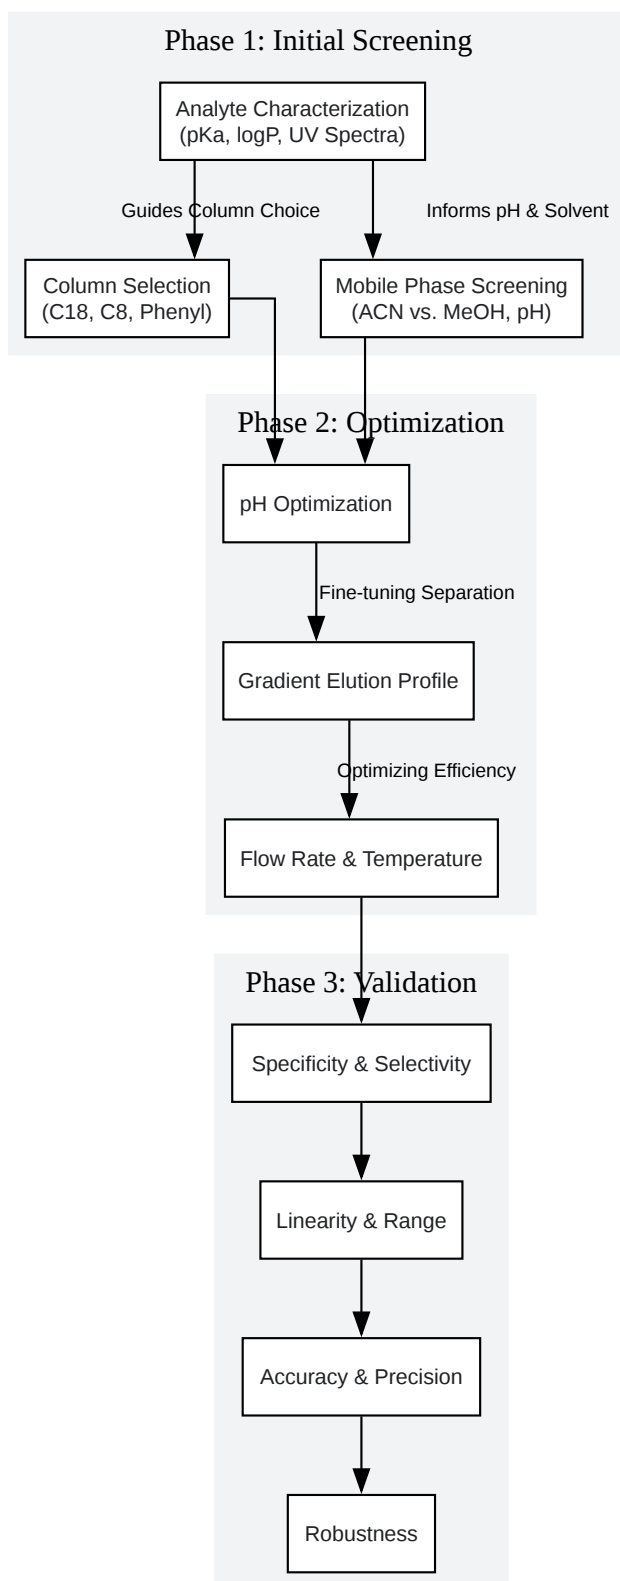 Phase 1: Initial Screening
Analyte Characterization
(pKa, logP, UV Spectra)
Guides Column Choice
Informs pH & Solvent
Column Selection
(C18, C8, Phenyl)
Mobile Phase Screening
(ACN vs. MeOH, pH)
Phase 2: Optimization
pH Optimization
Fine-tuning Separation
Gradient Elution Profile
Optimizing Efficiency
Flow Rate & Temperature
Phase 3: Validation
Specificity & Selectivity
Linearity & Range
Accuracy & Precision
Robustness